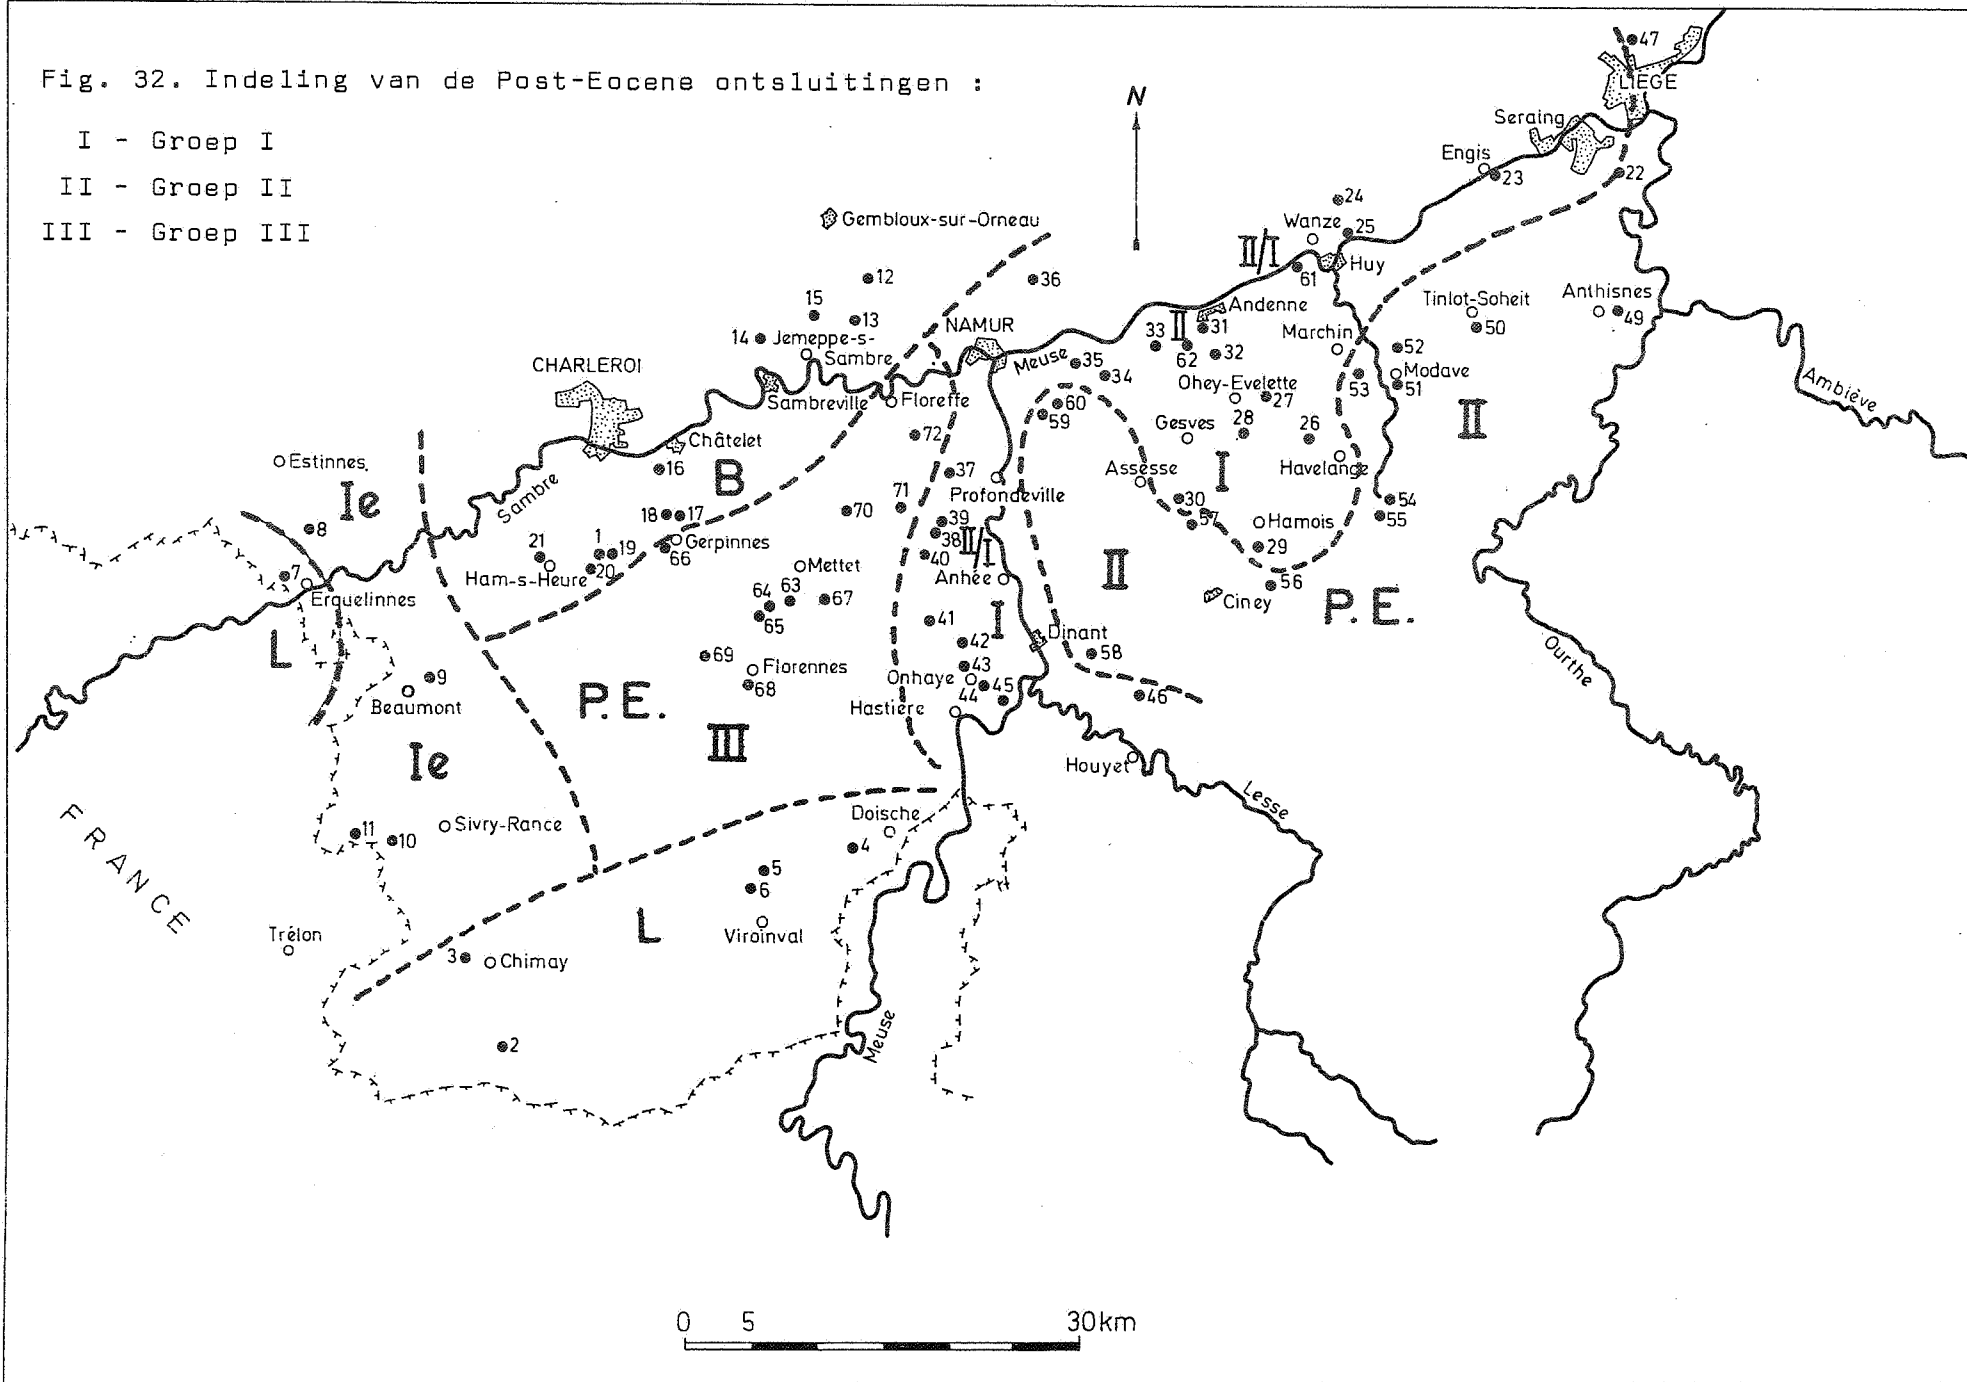 Fig. 32. Indeling van de Post-Eocene ontsluitingen :
I - Groep I
II - Groep II
III - Groep III
N
47
LIEGE
Seraing
Engis
23
22
24
Wanze
25
II/I
Huy
61
Gembloux-sur-Orneau
12
36
15
13
14
Jemeppe-s-
Sambre
NAMUR
Meuse
Andenne
II
31
33
62
32
35
34
Tinlot-Soheit
50
Anthisnes
49
Marchin
52
Modave
53
51
Amblève
CHARLEROI
Sambreville
Floreffe
Ohey-Evelette
27
60
59
Gesves
28
26
II
Châtelet
72
16
B
Estinnes
Ie
Sambre
37
Assesse
I
Havelange
Profondeville
71
70
30
57
54
55
8
18
17
39
38
II/I
Hamois
Gerpinnes
1
19
21
66
40
29
Ham-s-Heure
20
Mettet
Anhée
II
56
7
Erquelinnes
64
63
67
65
Ciney
P.E.
L
41
I
42
Dinant
58
69
Florennes
43
Ourthe
9
Beaumont
68
Onhaye
45
44
46
P.E.
Hastière
III
Ie
Houyet
Lesse
FRANCE
11
10
Sivry-Rance
Doische
4
5
6
L
Viroinval
Trélon
3
Chimay
2
Meuse
0 5 30km